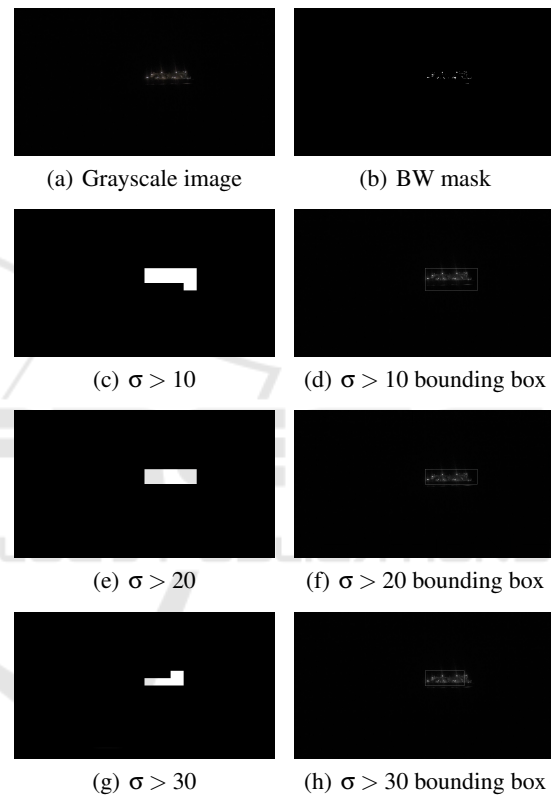 (a) Grayscale image
(b) BW mask
(c) σ > 10
(d) σ > 10 bounding box
(e) σ > 20
(f) σ > 20 bounding box
(g) σ > 30
(h) σ > 30 bounding box